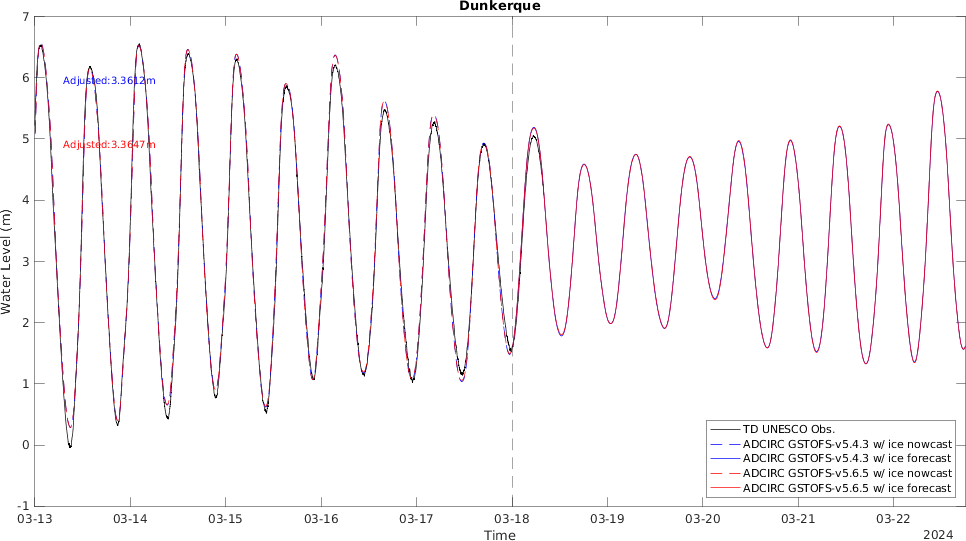 Dunkerque
7
6
5
4
3
2
1
0
-1
Water Level (m)
Adjusted:3.3612m
Adjusted:3.3647m
TD UNESCO Obs.
ADCIRC GSTOFS-v5.4.3 w/ ice nowcast
ADCIRC GSTOFS-v5.4.3 w/ ice forecast
ADCIRC GSTOFS-v5.6.5 w/ ice nowcast
ADCIRC GSTOFS-v5.6.5 w/ ice forecast
03-13 03-14 03-15 03-16 03-17 03-18 03-19 03-20 03-21 03-22
Time
2024